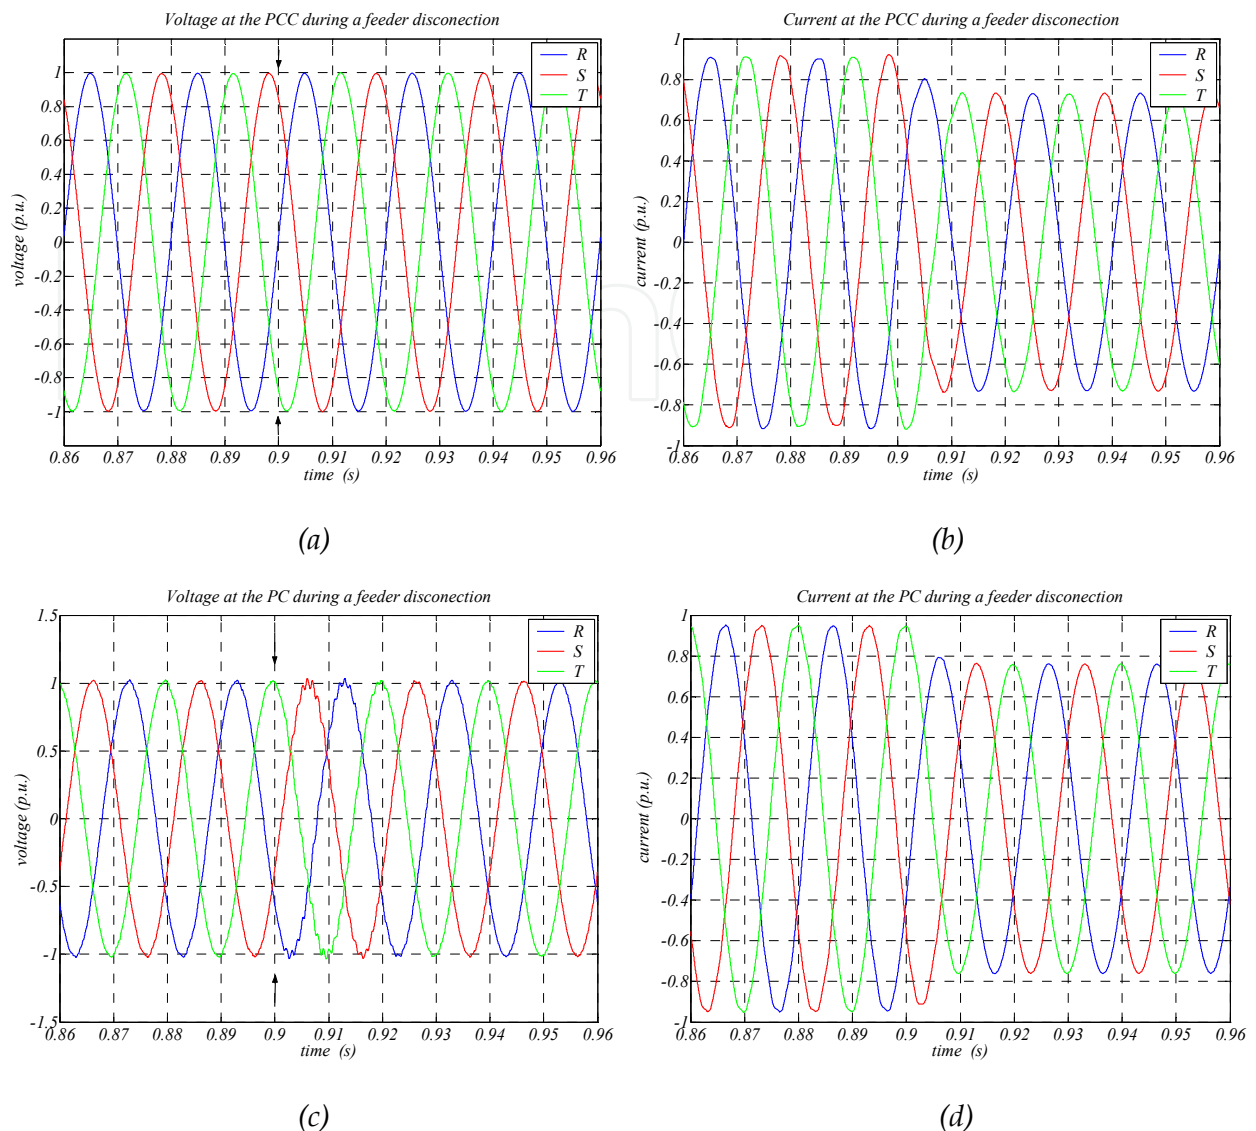 Voltage at the PCC during a feeder disconection
voltage (p.u.)
1
0.8
0.6
0.4
0.2
0
-0.2
-0.4
-0.6
-0.8
-1
R
S
T
0.86 0.87 0.88 0.89 0.9 0.91 0.92 0.93 0.94 0.95 0.96
time (s)
(a)
Current at the PCC during a feeder disconection
current (p.u.)
1
0.8
0.6
0.4
0.2
0
-0.2
-0.4
-0.6
-0.8
-1
R
S
T
0.86 0.87 0.88 0.89 0.9 0.91 0.92 0.93 0.94 0.95 0.96
time (s)
(b)
Voltage at the PC during a feeder disconection
voltage (p.u.)
1.5
1
0.5
0
-0.5
-1
-1.5
R
S
T
0.86 0.87 0.88 0.89 0.9 0.91 0.92 0.93 0.94 0.95 0.96
time (s)
(c)
Current at the PC during a feeder disconection
current (p.u.)
1
0.8
0.6
0.4
0.2
0
-0.2
-0.4
-0.6
-0.8
-1
R
S
T
0.86 0.87 0.88 0.89 0.9 0.91 0.92 0.93 0.94 0.95 0.96
time (s)
(d)